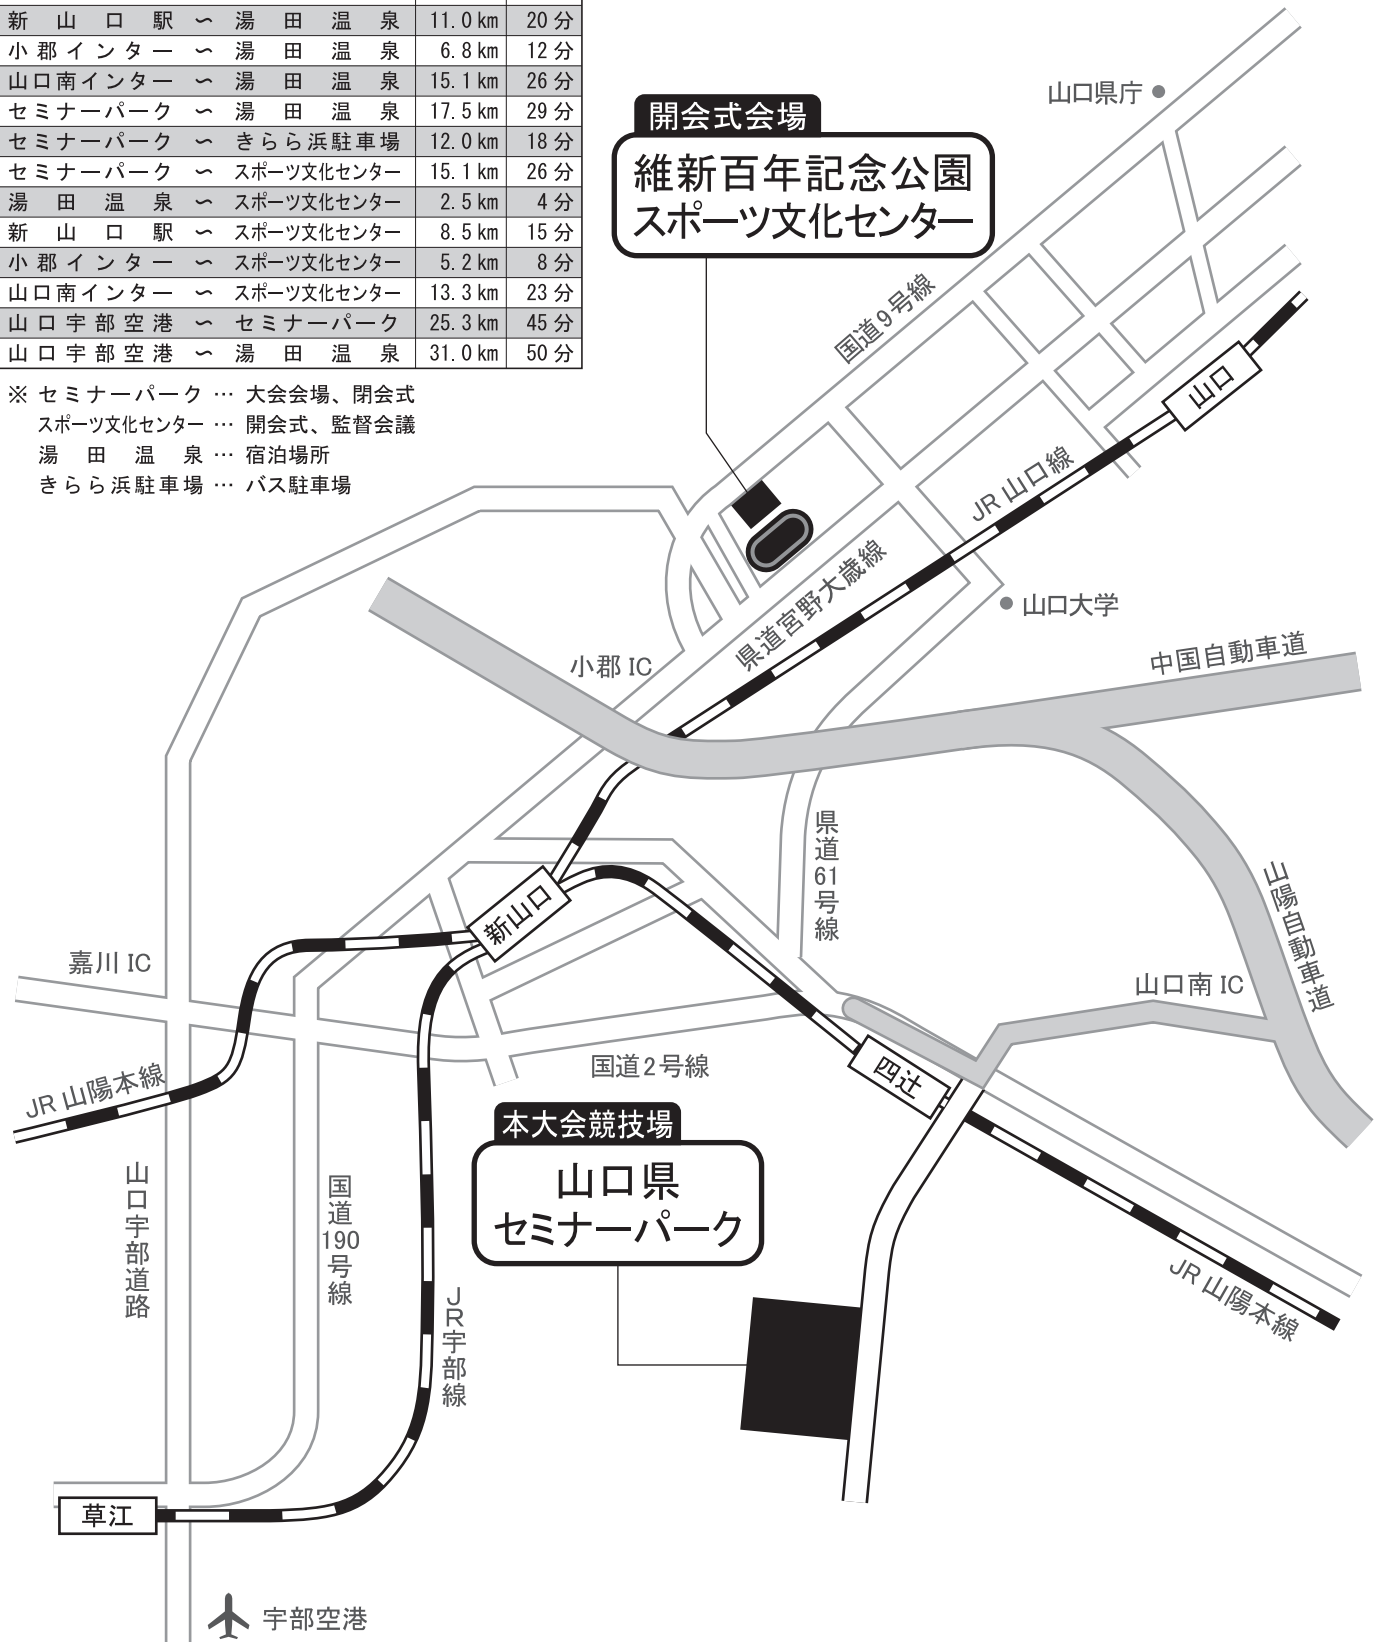 新山口駅 ～ 湯田温泉 11.0km 20分
小郡インター ～ 湯田温泉 6.8km 12分
山口南インター ～ 湯田温泉 15.1km 26分
セミナーパーク ～ 湯田温泉 17.5km 29分
セミナーパーク ～ きらら浜駐車場 12.0km 18分
セミナーパーク ～ スポーツ文化センター 15.1km 26分
湯田温泉 ～ スポーツ文化センター 2.5km 4分
新山口駅 ～ スポーツ文化センター 8.5km 15分
小郡インター ～ スポーツ文化センター 5.2km 8分
山口南インター ～ スポーツ文化センター 13.3km 23分
山口宇部空港 ～ セミナーパーク 25.3km 45分
山口宇部空港 ～ 湯田温泉 31.0km 50分
※ セミナーパーク … 大会会場、閉会式
スポーツ文化センター … 開会式、監督会議
湯田温泉 … 宿泊場所
きらら浜駐車場 … バス駐車場
山口県庁
開会式会場
維新百年記念公園
スポーツ文化センター
国道9号線
山口
JR山口線
県道宮野大歳線
山口大学
小郡IC
中国自動車道
県道61号線
山陽自動車道
新山口
嘉川IC
山口南IC
国道2号線
四辻
JR山陽本線
本大会競技場
山口県
セミナーパーク
山口宇部道路
国道190号線
JR宇部線
JR山陽本線
草江
宇部空港